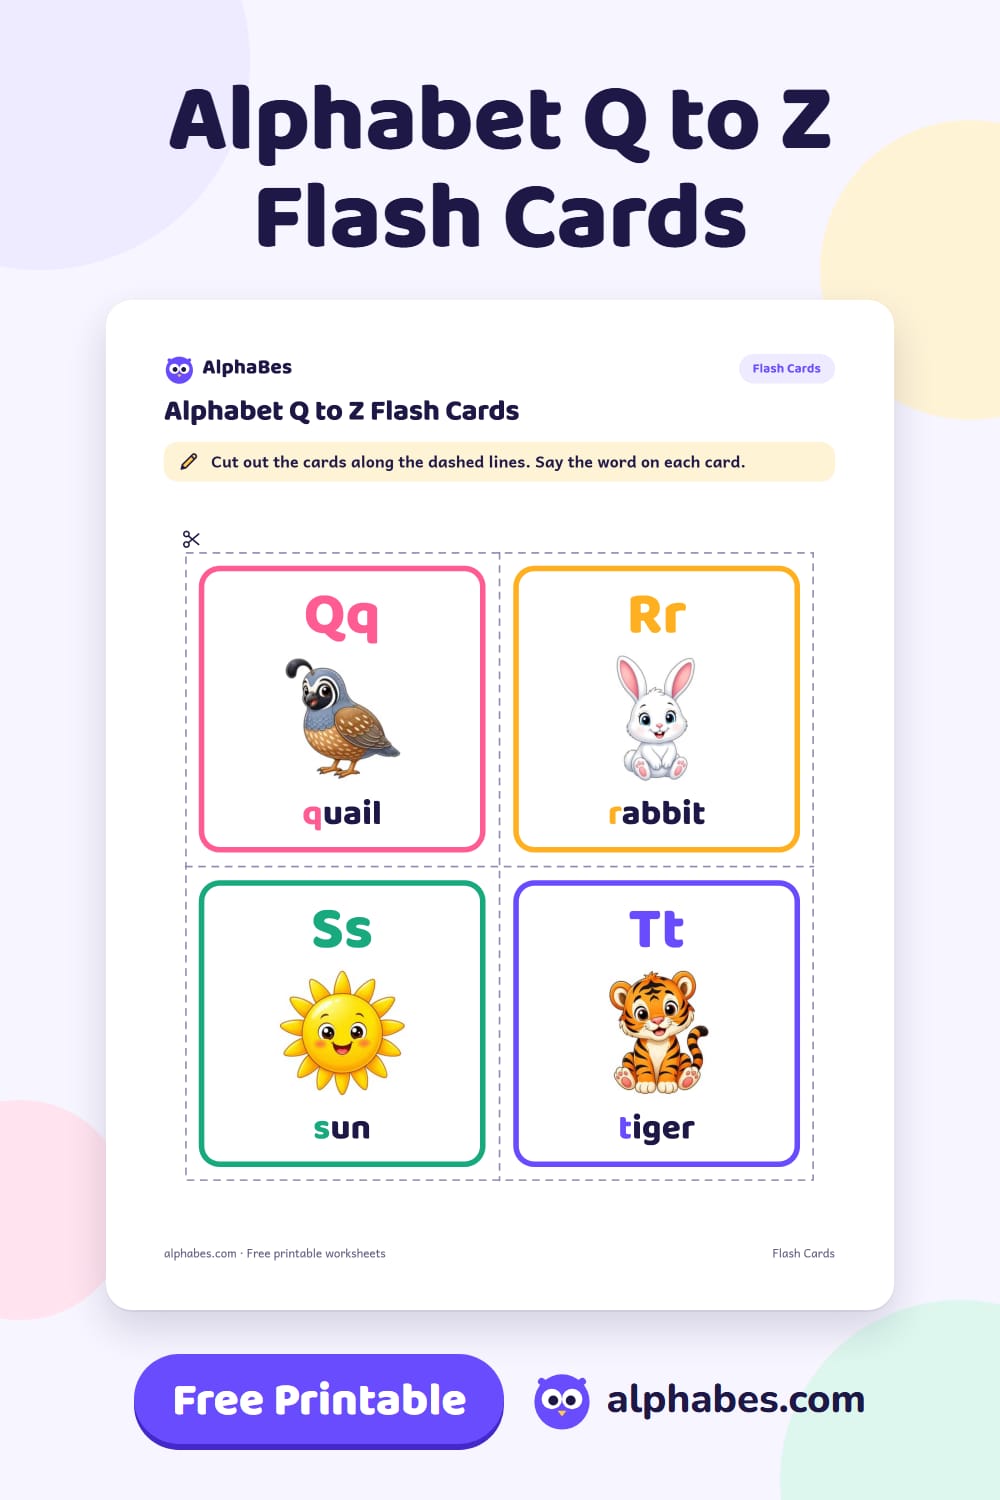 Alphabet Q to Z
Flash Cards
AlphaBes
Flash Cards
Alphabet Q to Z Flash Cards
Cut out the cards along the dashed lines. Say the word on each card.
Qq
quail
Rr
rabbit
Ss
sun
Tt
tiger
alphabes.com · Free printable worksheets
Flash Cards
Free Printable
alphabes.com